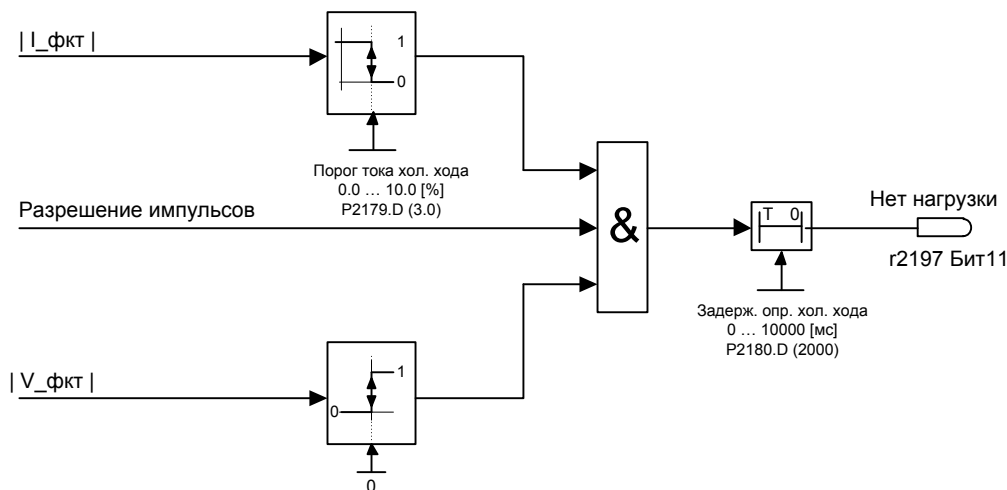 | I_фкт |
1
0
Порог тока хол. хода
0.0 ... 10.0 [%]
P2179.D (3.0)
Разрешение импульсов
&
T 0
Нет нагрузки
r2197 Бит11
Задерж. опр. хол. хода
0 ... 10000 [мс]
P2180.D (2000)
| V_фкт |
1
0
0